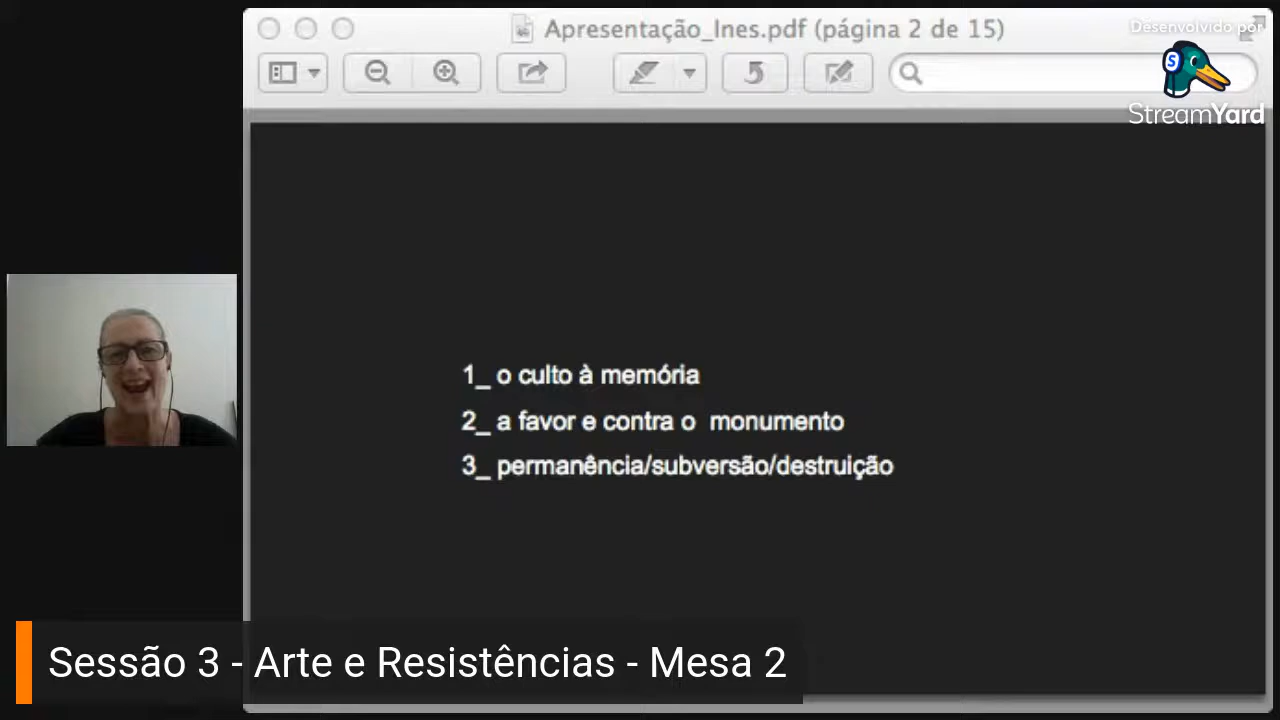 Apresentação_Ines.pdf (página 2 de 15)
Desenvolvido por
S
StreamYard
1_ o culto à memória
2_ a favor e contra o monumento
3_ permanência/subversão/destruição
Sessão 3 - Arte e Resistências - Mesa 2